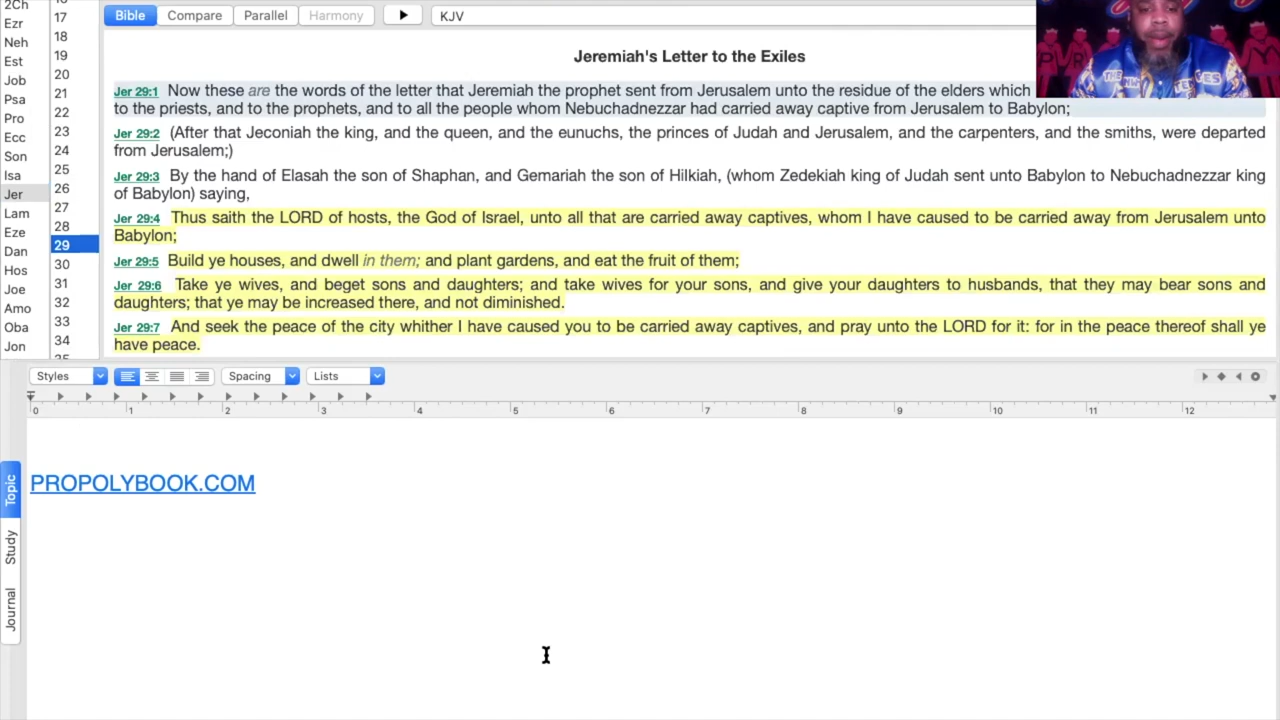 2Ch
Ezr
Neh
Est
Job
Psa
Pro
Ecc
Son
Isa
Jer
Lam
Eze
Dan
Hos
Joe
Amo
Oba
Jon
17
18
19
20
21
22
23
24
25
26
27
28
29
30
31
32
33
34
35
Bible Compare Parallel Harmony KJV
Jeremiah's Letter to the Exiles
Jer 29:1 Now these are the words of the letter that Jeremiah the prophet sent from Jerusalem unto the residue of the elders which
to the priests, and to the prophets, and to all the people whom Nebuchadnezzar had carried away captive from Jerusalem to Babylon;
Jer 29:2 (After that Jeconiah the king, and the queen, and the eunuchs, the princes of Judah and Jerusalem, and the carpenters, and the smiths, were departed
from Jerusalem;)
Jer 29:3 By the hand of Elasah the son of Shaphan, and Gemariah the son of Hilkiah, (whom Zedekiah king of Judah sent unto Babylon to Nebuchadnezzar king
of Babylon) saying,
Jer 29:4 Thus saith the LORD of hosts, the God of Israel, unto all that are carried away captives, whom I have caused to be carried away from Jerusalem unto
Babylon;
Jer 29:5 Build ye houses, and dwell in them; and plant gardens, and eat the fruit of them;
Jer 29:6 Take ye wives, and beget sons and daughters; and take wives for your sons, and give your daughters to husbands, that they may bear sons and
daughters; that ye may be increased there, and not diminished.
Jer 29:7 And seek the peace of the city whither I have caused you to be carried away captives, and pray unto the LORD for it: for in the peace thereof shall ye
have peace.
Styles Spacing Lists
0 1 2 3 4 5 6 7 8 9 10 11 12
Topic
Study
Journal
PROPOLYBOOK.COM